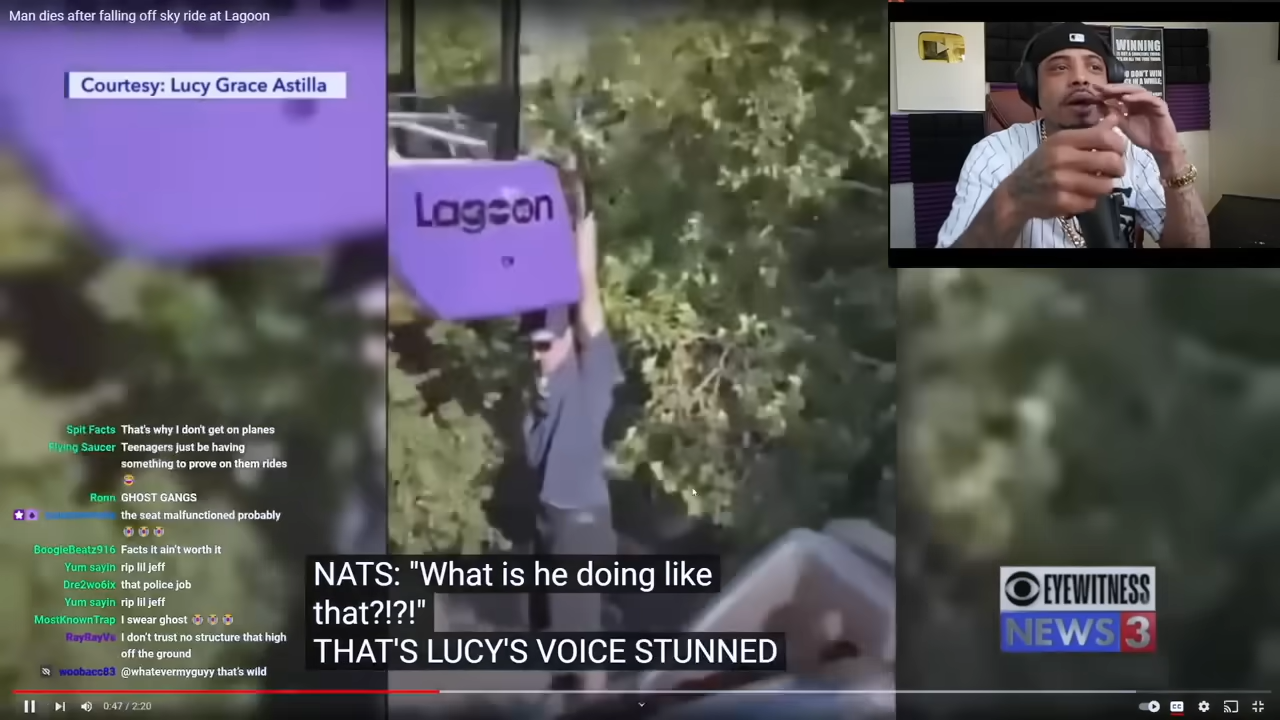 Man dies after falling off sky ride at Lagoon
Courtesy: Lucy Grace Astilla
WINNING
Lagoon
Spit Facts That's why I don't get on planes
Flying Saucer Teenagers just be having
something to prove on them rides
Ronn GHOST GANGS
the seat malfunctioned probably
BoogieBeatz916 Facts it ain't worth it
Yum sayin rip lil jeff
Dre2wo6ix that police job
Yum sayin rip lil jeff
MostKnownTrap I swear ghost
RayRayVs I don't trust no structure that high
off the ground
woobacc83 @whatevermyguyy that's wild
NATS: "What is he doing like
that?!?!"
THAT'S LUCY'S VOICE STUNNED
EYEWITNESS
NEWS 3
0:47 / 2:20
CC